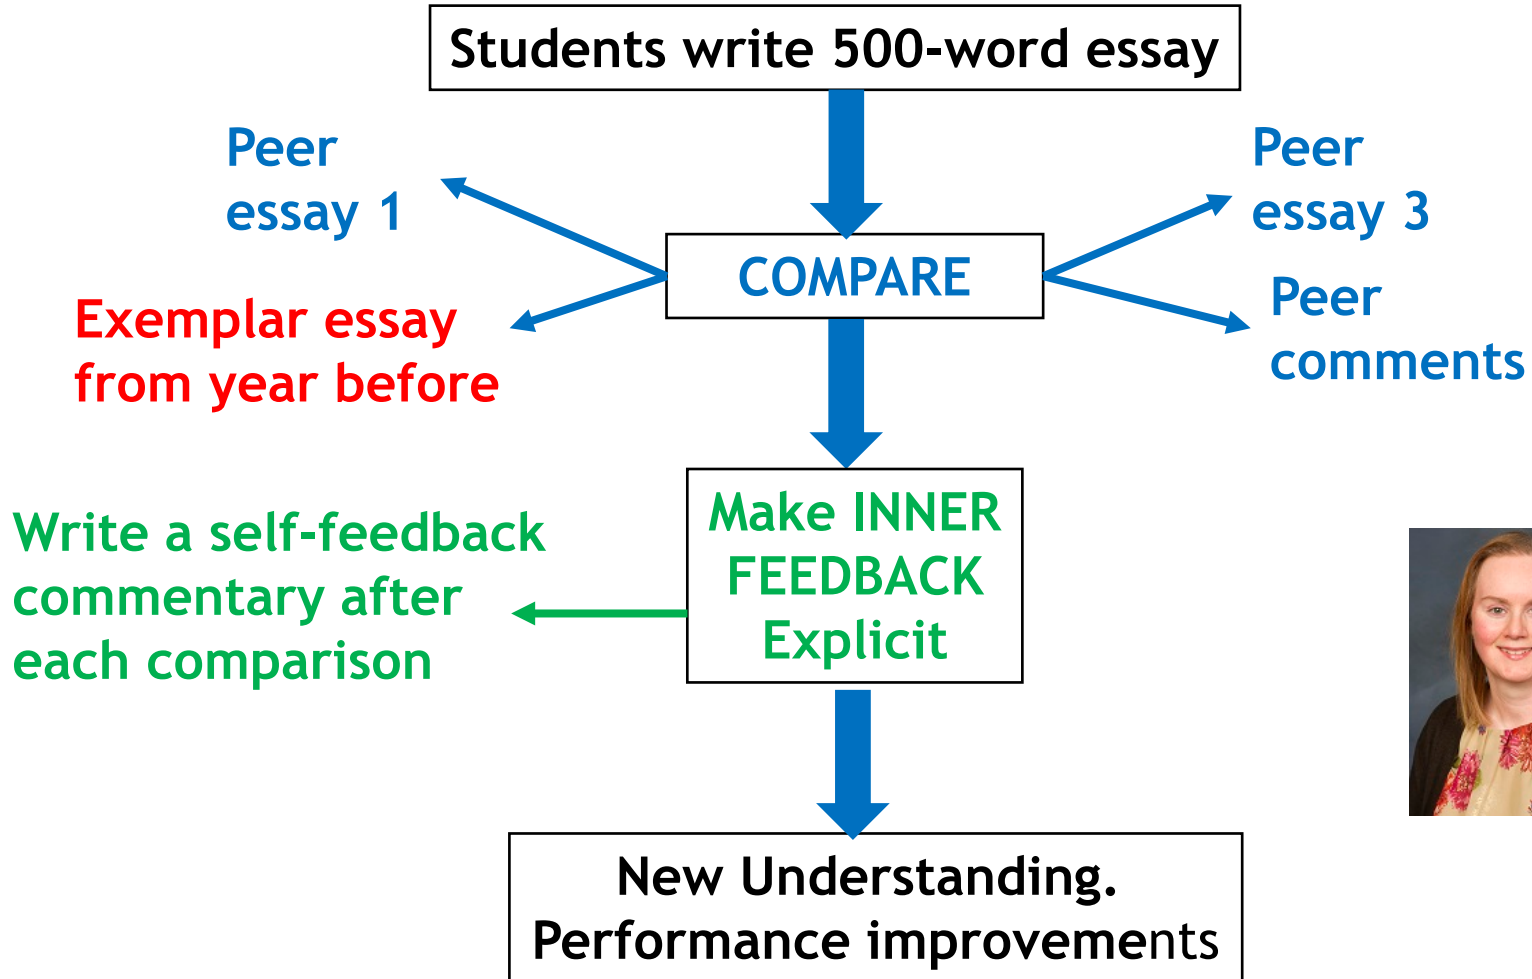 Students write 500-word essay
Peer
essay 1
Peer
essay 3
COMPARE
Exemplar essay
from year before
Peer
comments
Make INNER
FEEDBACK
Explicit
Write a self-feedback
commentary after
each comparison
New Understanding.
Performance improvements